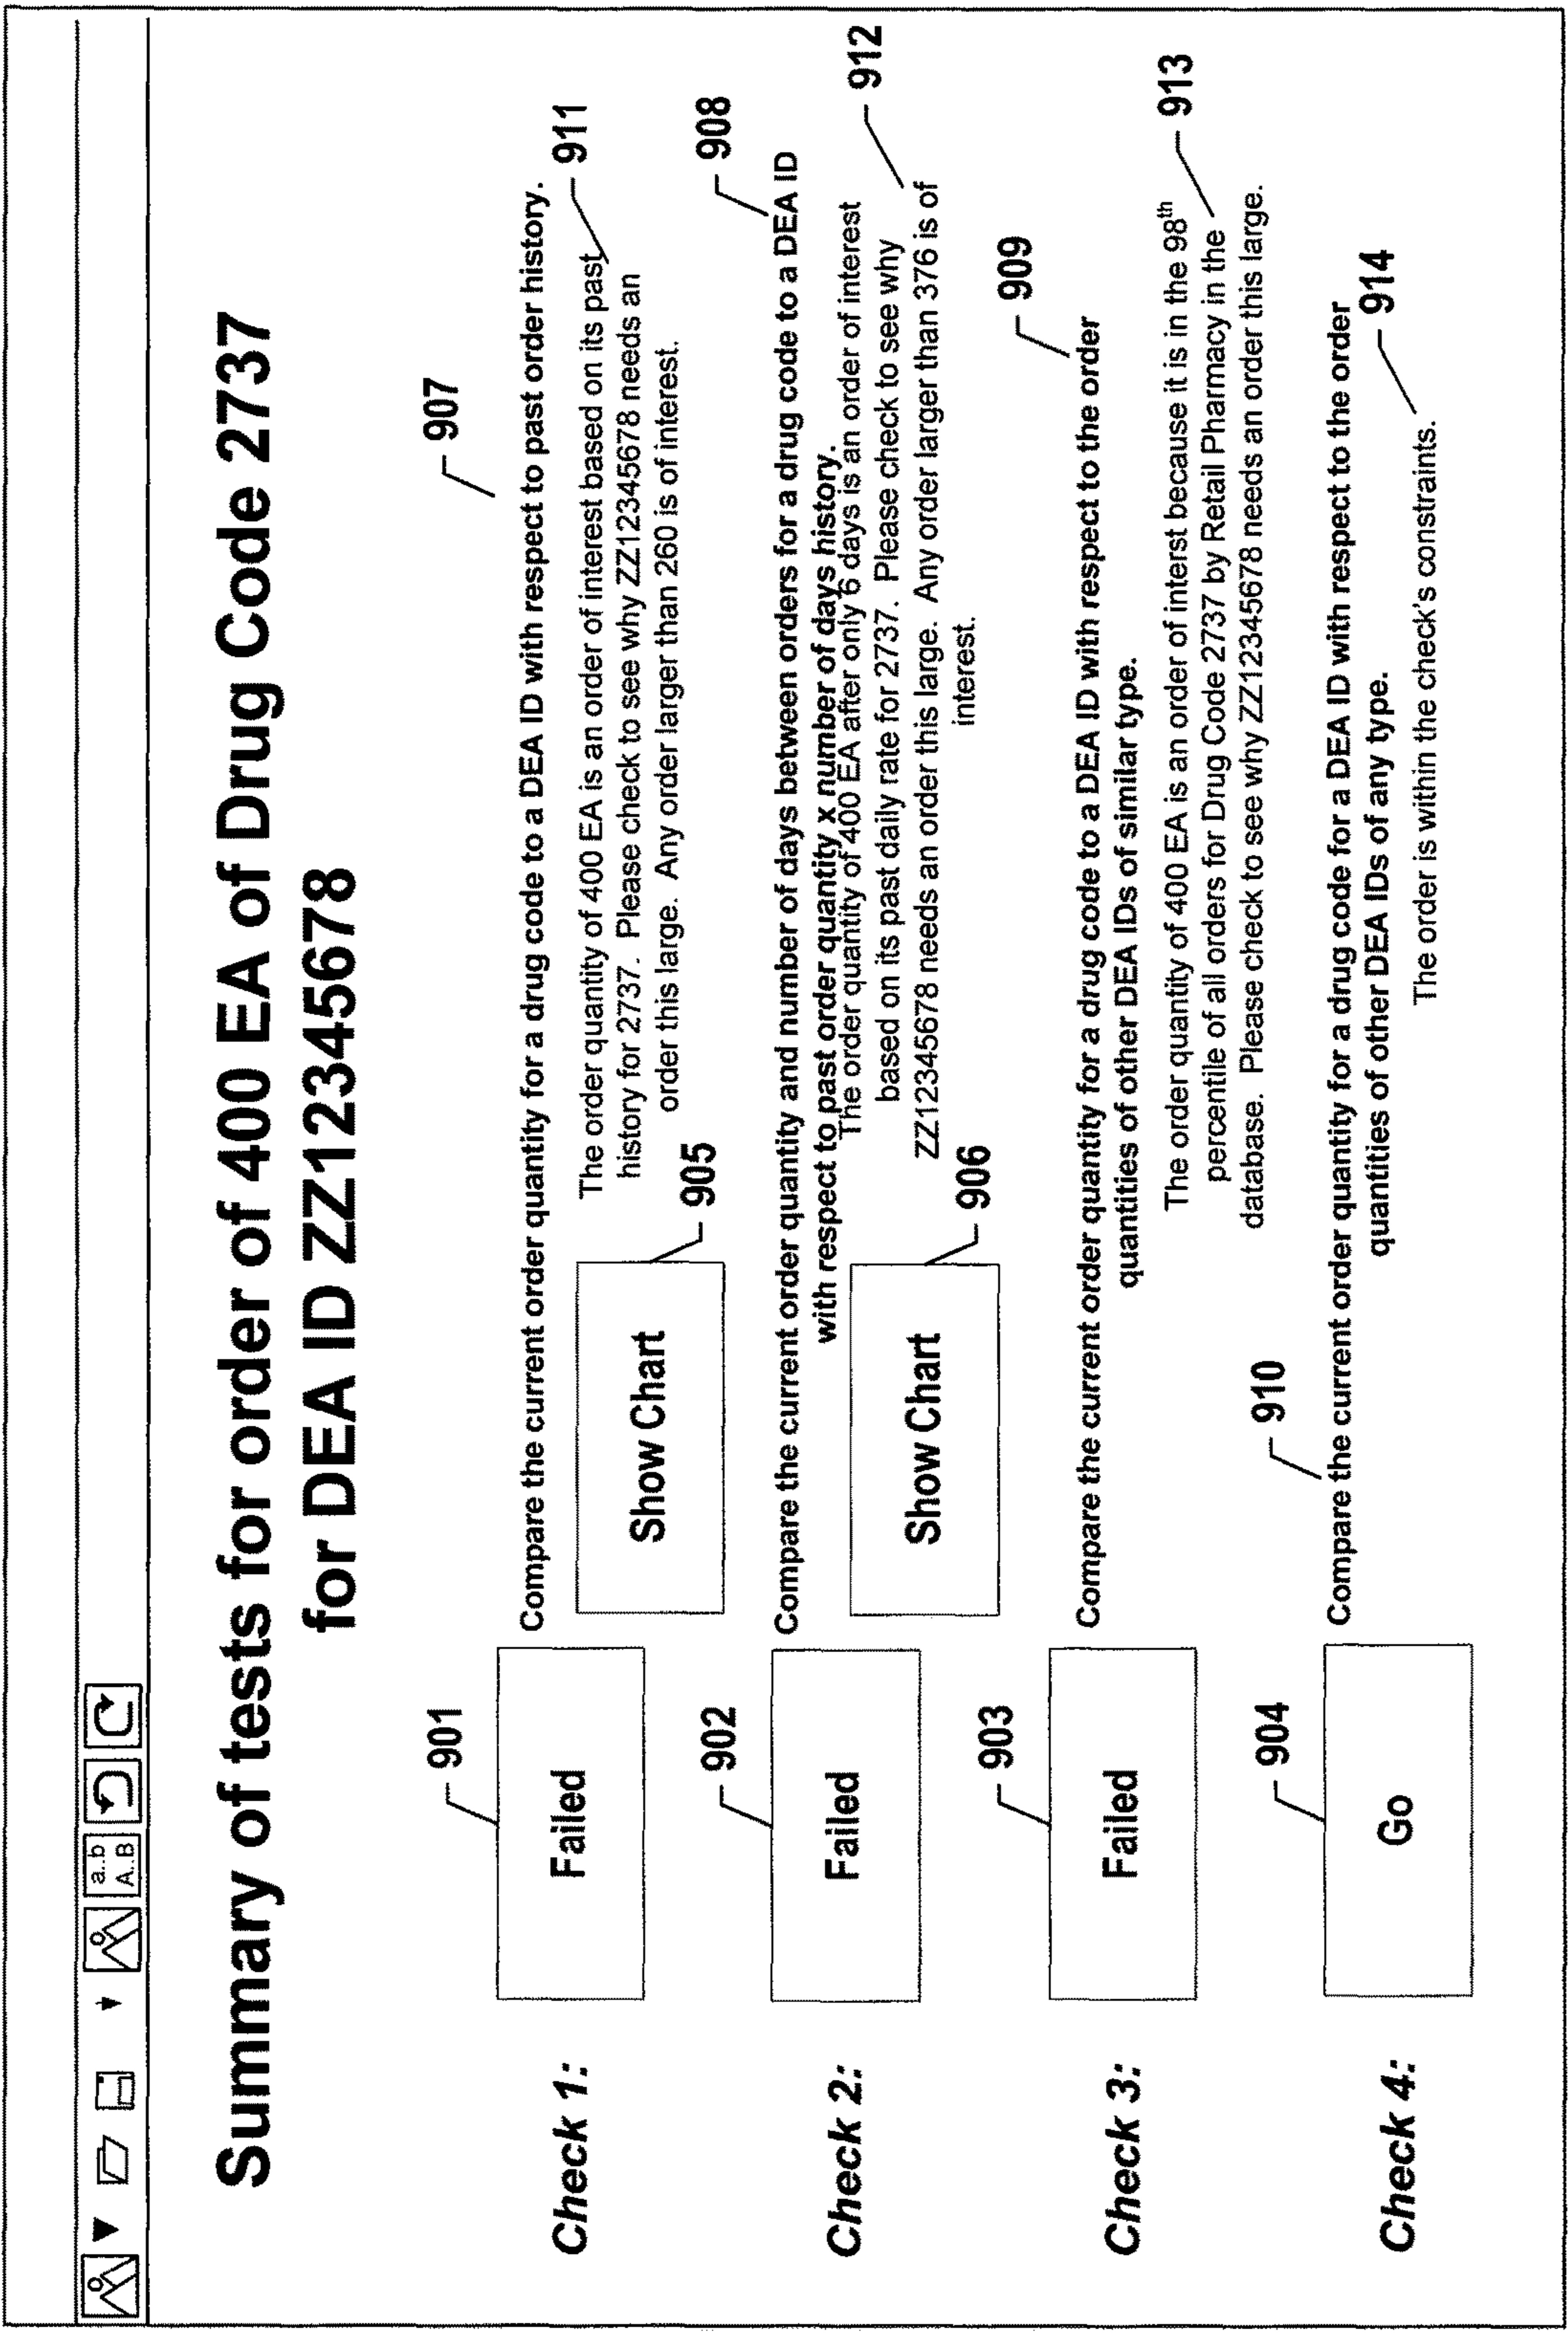 a..b
A..B
Summary of tests for order of 400 EA of Drug Code 2737
for DEA ID ZZ12345678
907
901
Check 1:
Failed
Compare the current order quantity for a drug code to a DEA ID with respect to past order history.
Show Chart
905
The order quantity of 400 EA is an order of interest based on its past
history for 2737. Please check to see why ZZ12345678 needs an
order this large. Any order larger than 260 is of interest.
911
908
902
Check 2:
Failed
Compare the current order quantity and number of days between orders for a drug code to a DEA ID
with respect to past order quantity x number of days history.
Show Chart
906
The order quantity of 400 EA after only 6 days is an order of interest
based on its past daily rate for 2737. Please check to see why
ZZ12345678 needs an order this large. Any order larger than 376 is of
interest.
912
909
903
Check 3:
Failed
Compare the current order quantity for a drug code to a DEA ID with respect to the order
quantities of other DEA IDs of similar type.
The order quantity of 400 EA is an order of interst because it is in the 98th
percentile of all orders for Drug Code 2737 by Retail Pharmacy in the
database. Please check to see why ZZ12345678 needs an order this large.
913
910
904
Check 4:
Go
Compare the current order quantity for a drug code for a DEA ID with respect to the order
quantities of other DEA IDs of any type.
914
The order is within the check's constraints.